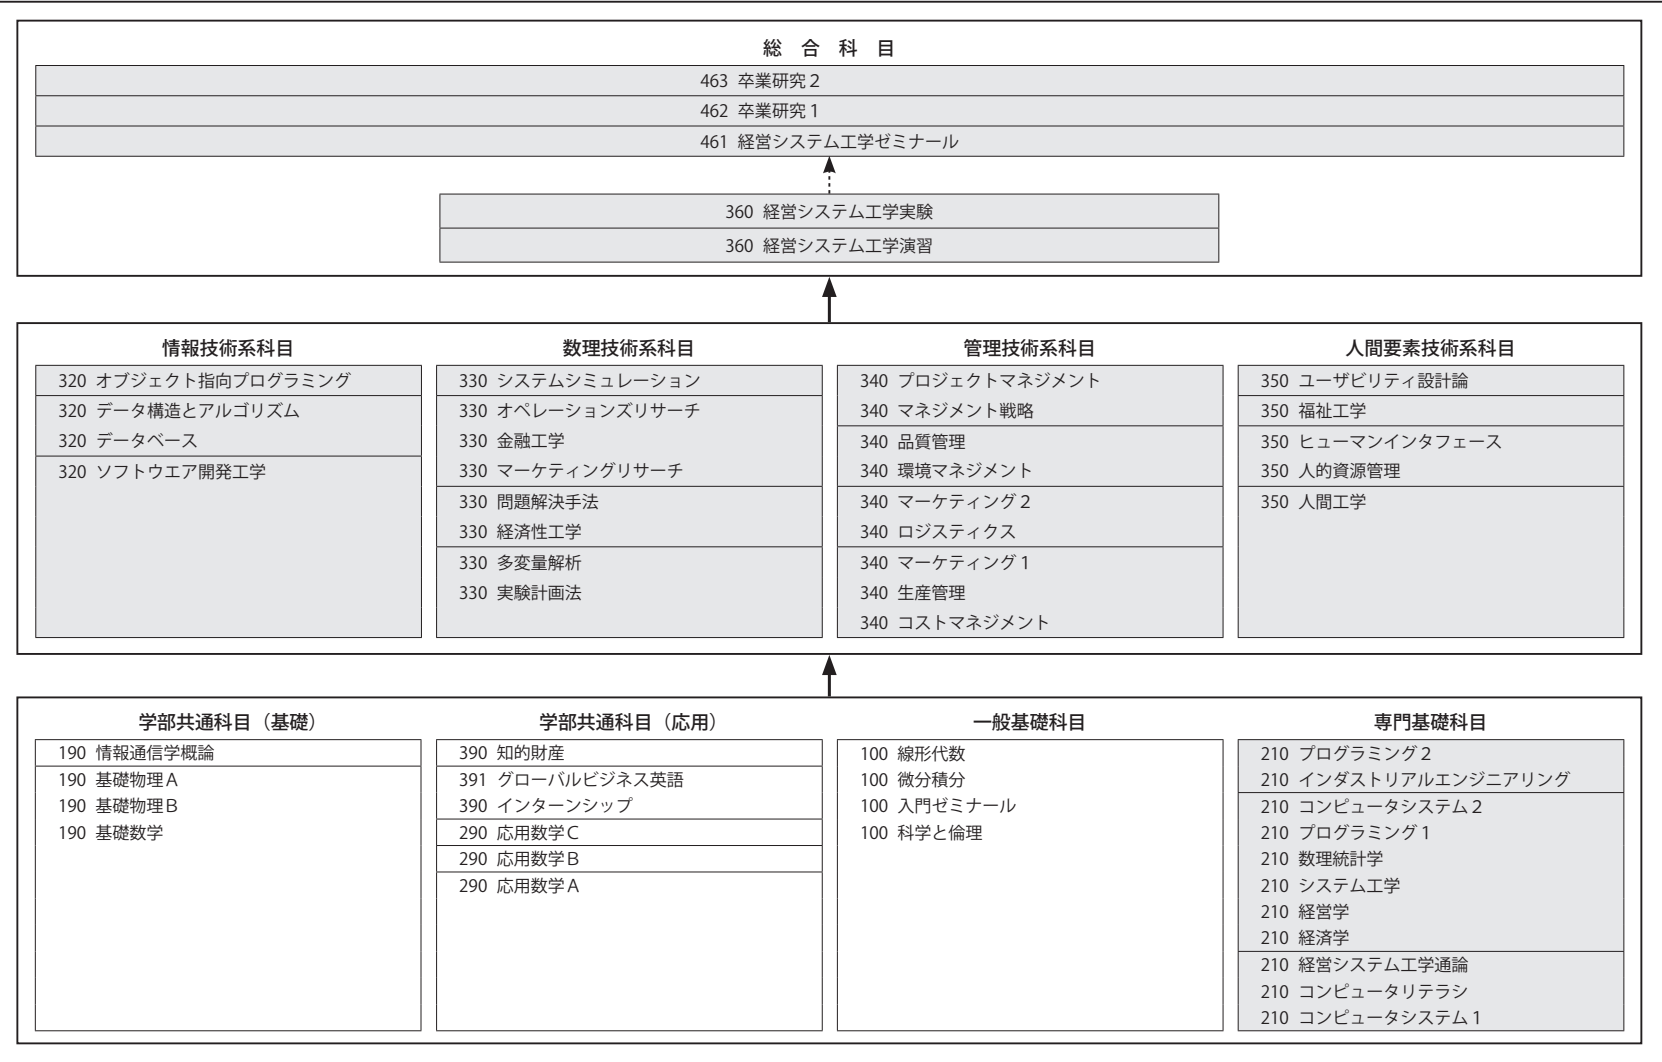 総 合 科 目
463 卒業研究2
462 卒業研究1
461 経営システム工学ゼミナール
360 経営システム工学実験
360 経営システム工学演習
情報技術系科目
320 オブジェクト指向プログラミング
320 データ構造とアルゴリズム
320 データベース
320 ソフトウエア開発工学
数理技術系科目
330 システムシミュレーション
330 オペレーションズリサーチ
330 金融工学
330 マーケティングリサーチ
330 問題解決手法
330 経済性工学
330 多変量解析
330 実験計画法
管理技術系科目
340 プロジェクトマネジメント
340 マネジメント戦略
340 品質管理
340 環境マネジメント
340 マーケティング2
340 ロジスティクス
340 マーケティング1
340 生産管理
340 コストマネジメント
人間要素技術系科目
350 ユーザビリティ設計論
350 福祉工学
350 ヒューマンインタフェース
350 人的資源管理
350 人間工学
学部共通科目(基礎)
190 情報通信学概論
190 基礎物理A
190 基礎物理B
190 基礎数学
学部共通科目(応用)
390 知的財産
391 グローバルビジネス英語
390 インターンシップ
290 応用数学C
290 応用数学B
290 応用数学A
一般基礎科目
100 線形代数
100 微分積分
100 入門ゼミナール
100 科学と倫理
専門基礎科目
210 プログラミング2
210 インダストリアルエンジニアリング
210 コンピュータシステム2
210 プログラミング1
210 数理統計学
210 システム工学
210 経営学
210 経済学
210 経営システム工学通論
210 コンピュータリテラシ
210 コンピュータシステム1